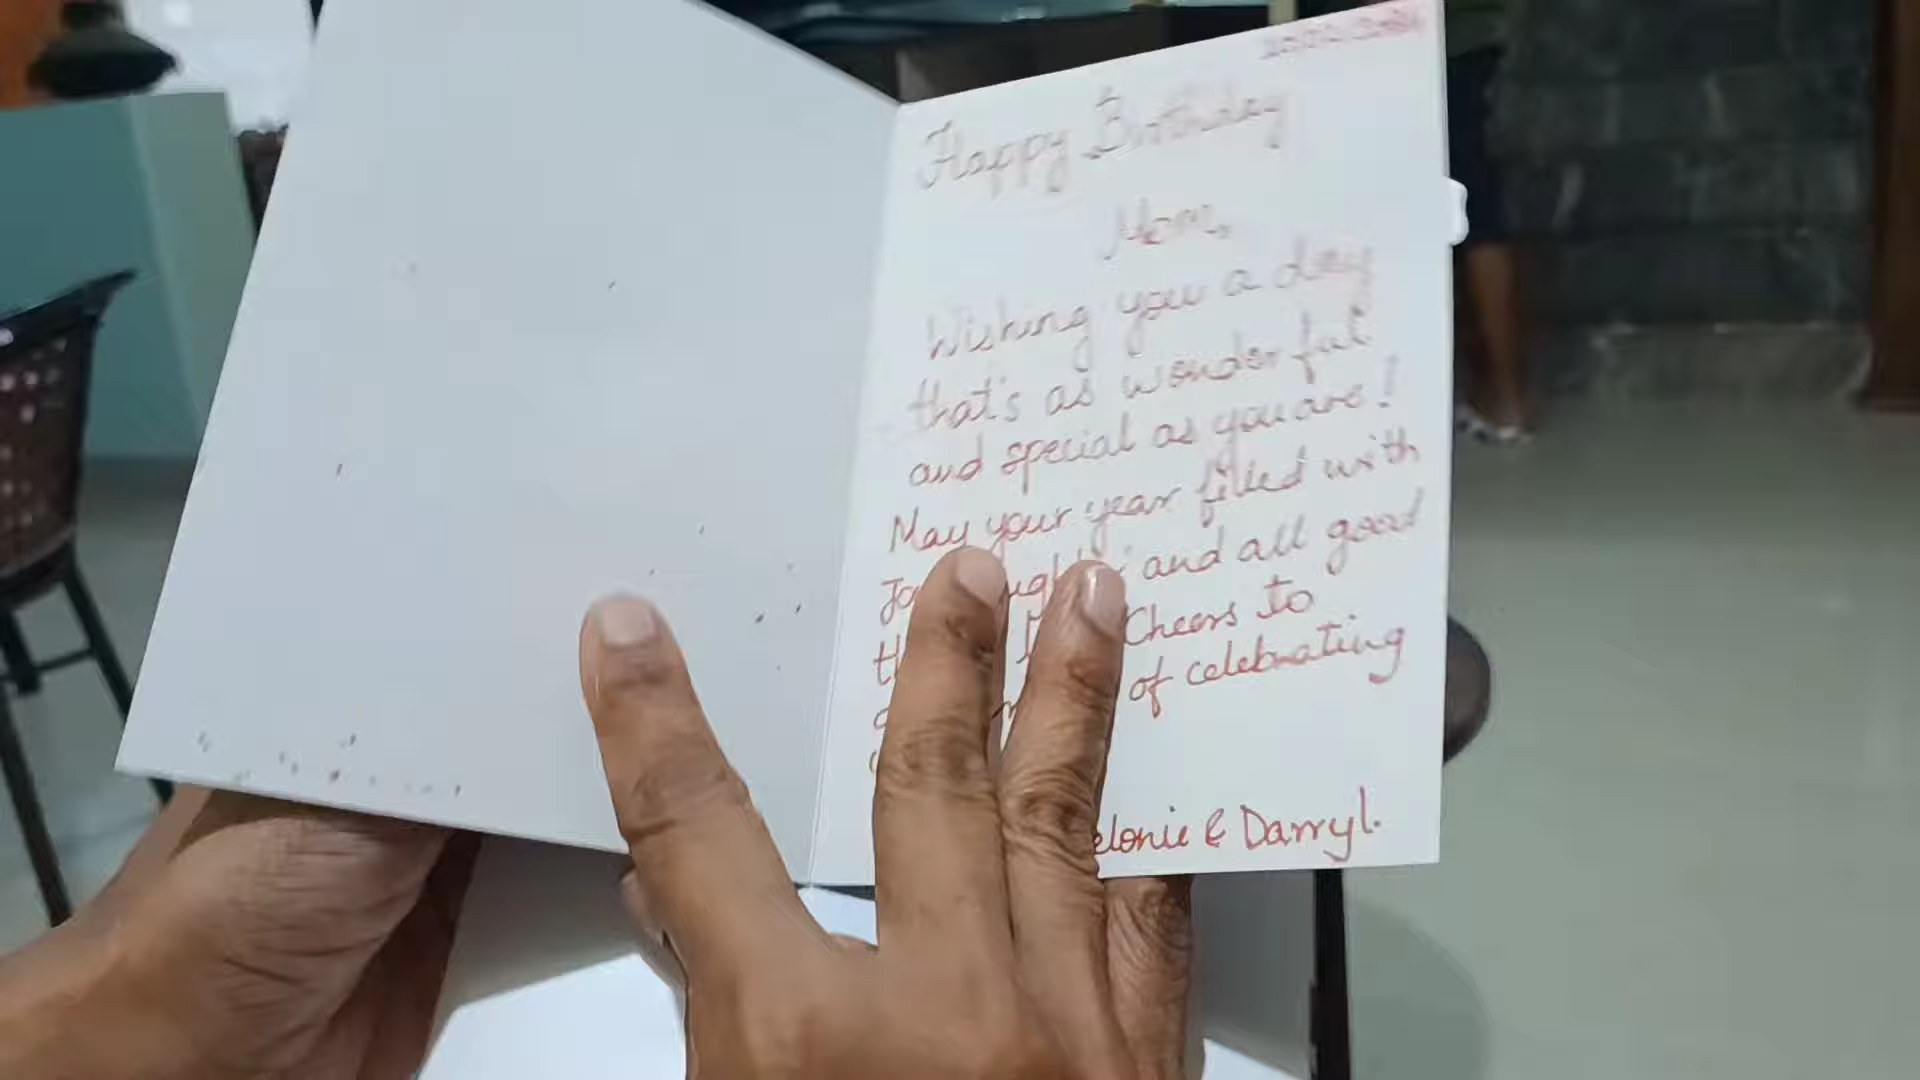 Happy Birthday
Mom,
Wishing you a day
that's as wonderful
and special as you are!
May your year filled with
and all good
Cheers to
of celebrating
elonie & Darryl.